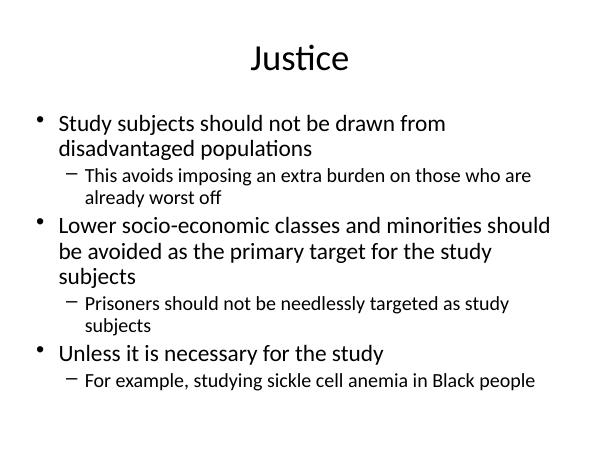 Justice
• Study subjects should not be drawn from
disadvantaged populations
– This avoids imposing an extra burden on those who are
already worst off
• Lower socio-economic classes and minorities should
be avoided as the primary target for the study
subjects
– Prisoners should not be needlessly targeted as study
subjects
• Unless it is necessary for the study
– For example, studying sickle cell anemia in Black people